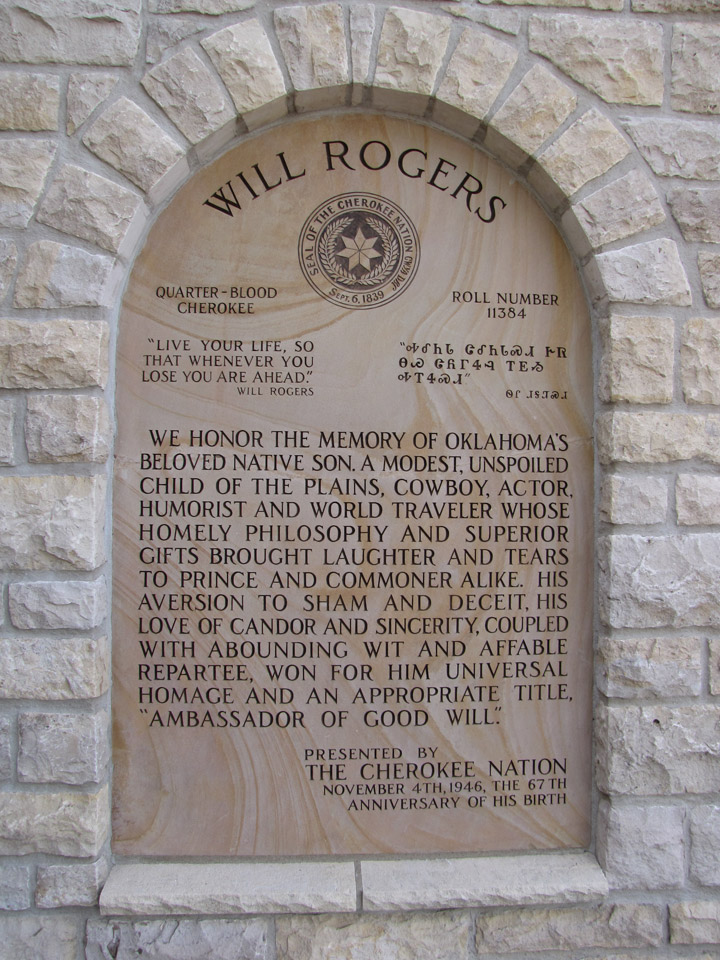 WILL ROGERS
SEAL OF THE CHEROKEE NATION
SEPT. 6, 1839
QUARTER-BLOOD
CHEROKEE
ROLL NUMBER
11384
"LIVE YOUR LIFE, SO
THAT WHENEVER YOU
LOSE YOU ARE AHEAD."
WILL ROGERS
WE HONOR THE MEMORY OF OKLAHOMA'S
BELOVED NATIVE SON. A MODEST, UNSPOILED
CHILD OF THE PLAINS, COWBOY, ACTOR,
HUMORIST AND WORLD TRAVELER WHOSE
HOMELY PHILOSOPHY AND SUPERIOR
GIFTS BROUGHT LAUGHTER AND TEARS
TO PRINCE AND COMMONER ALIKE. HIS
AVERSION TO SHAM AND DECEIT, HIS
LOVE OF CANDOR AND SINCERITY, COUPLED
WITH ABOUNDING WIT AND AFFABLE
REPARTEE, WON FOR HIM UNIVERSAL
HOMAGE AND AN APPROPRIATE TITLE,
"AMBASSADOR OF GOOD WILL".
PRESENTED BY
THE CHEROKEE NATION
NOVEMBER 4TH, 1946, THE 67TH
ANNIVERSARY OF HIS BIRTH